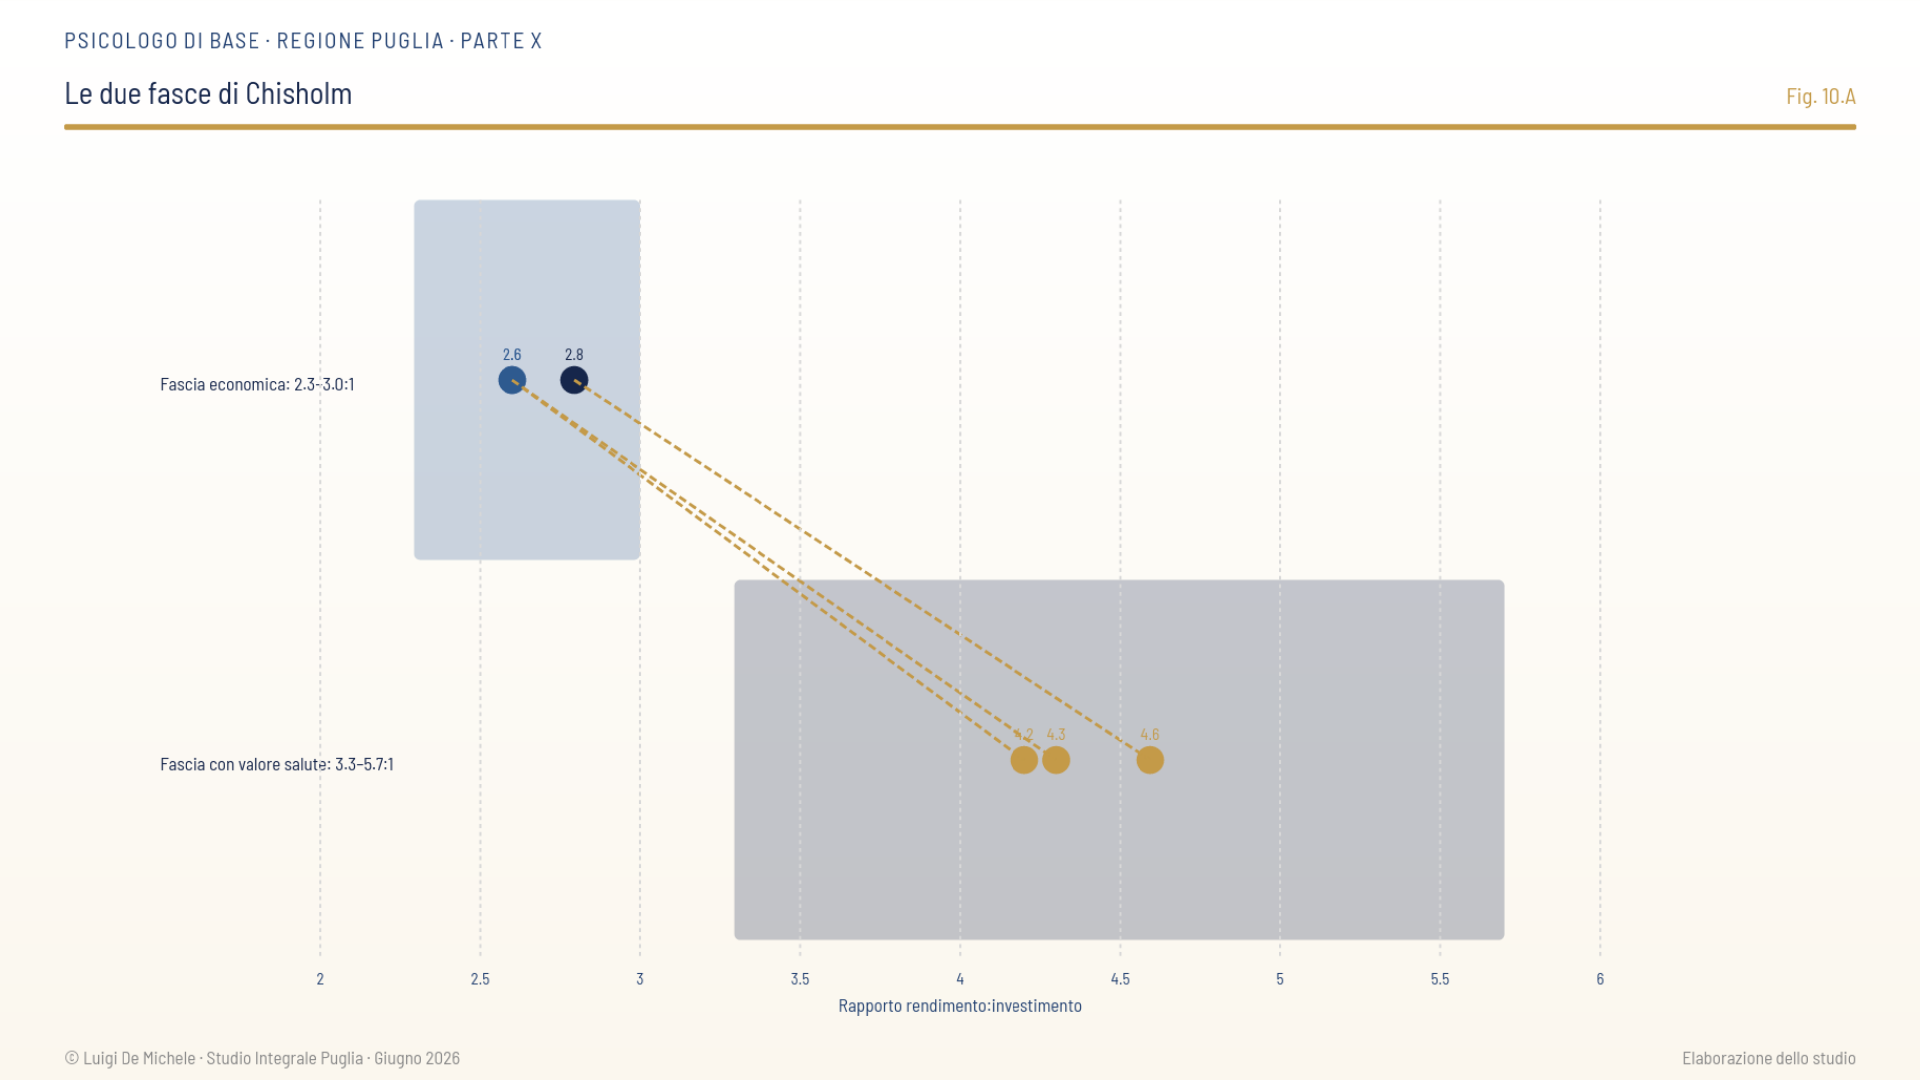 PSICOLOGO DI BASE · REGIONE PUGLIA · PARTE X
Le due fasce di Chisholm
Fig. 10.A
2.6
2.8
Fascia economica: 2.3-3.0:1
4.2
4.3
4.6
Fascia con valore salute: 3.3–5.7:1
2
2.5
3
3.5
4
4.5
5
5.5
6
Rapporto rendimento:investimento
© Luigi De Michele · Studio Integrale Puglia · Giugno 2026
Elaborazione dello studio